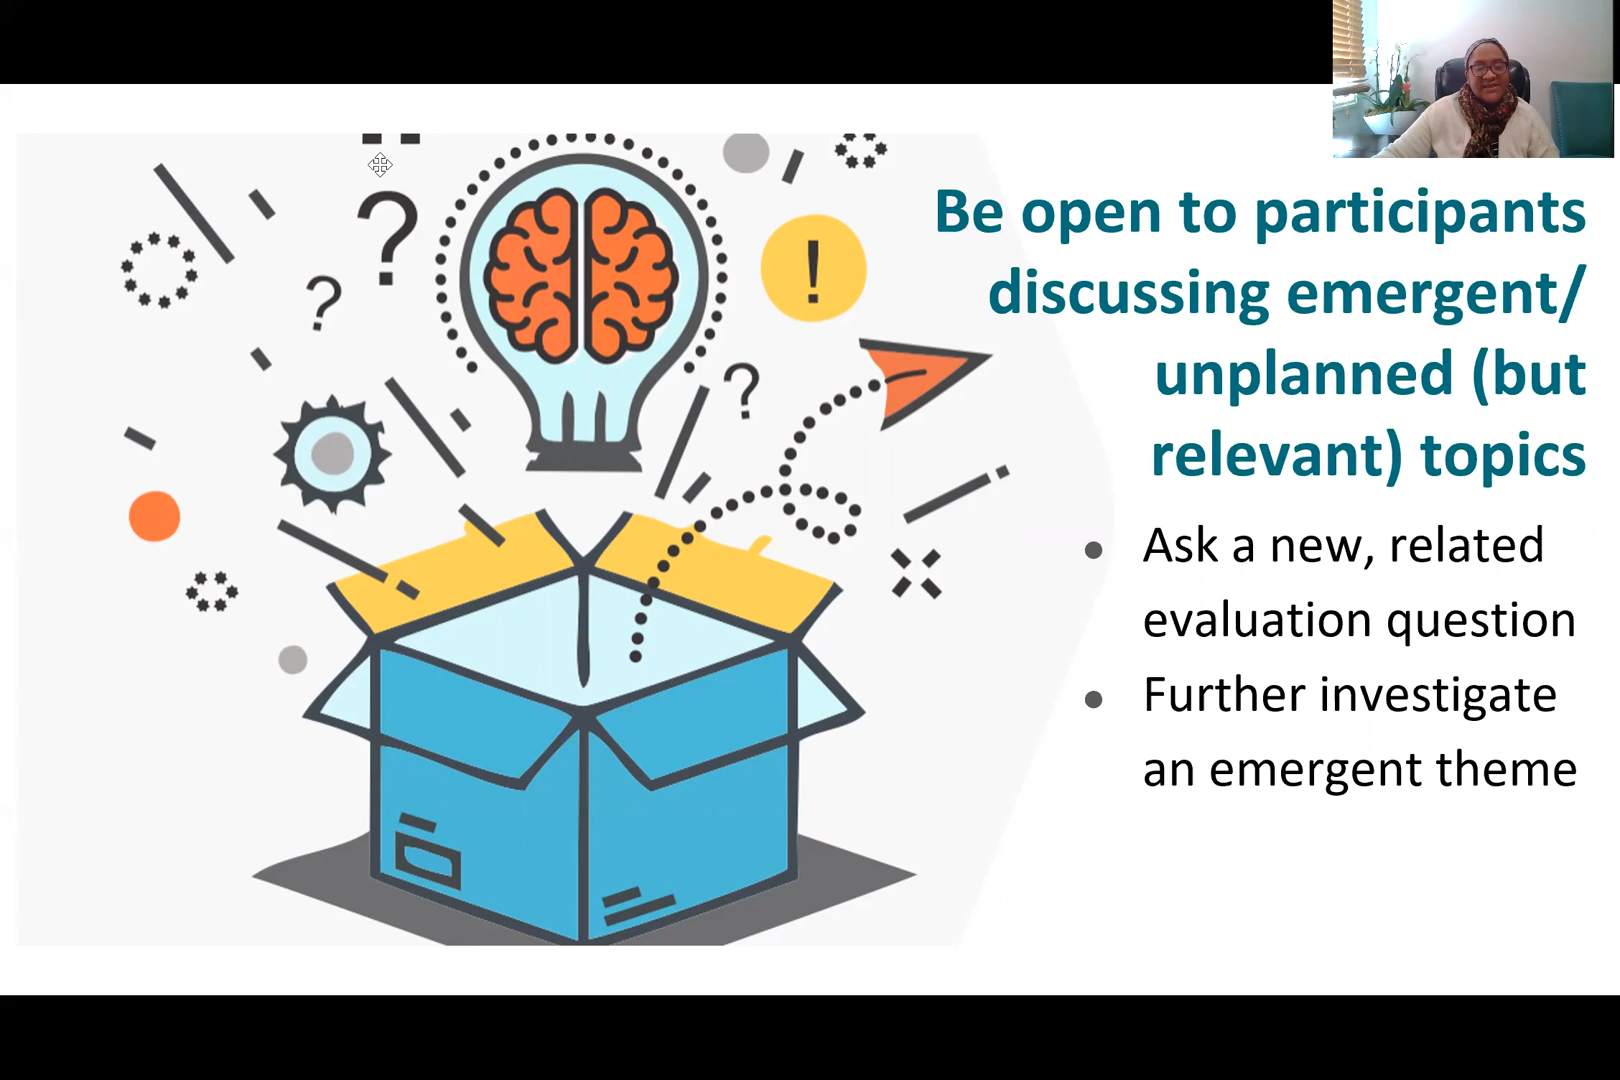 Be open to participants
discussing emergent/
unplanned (but
relevant) topics
• Ask a new, related
evaluation question
• Further investigate
an emergent theme
? ? ! ?